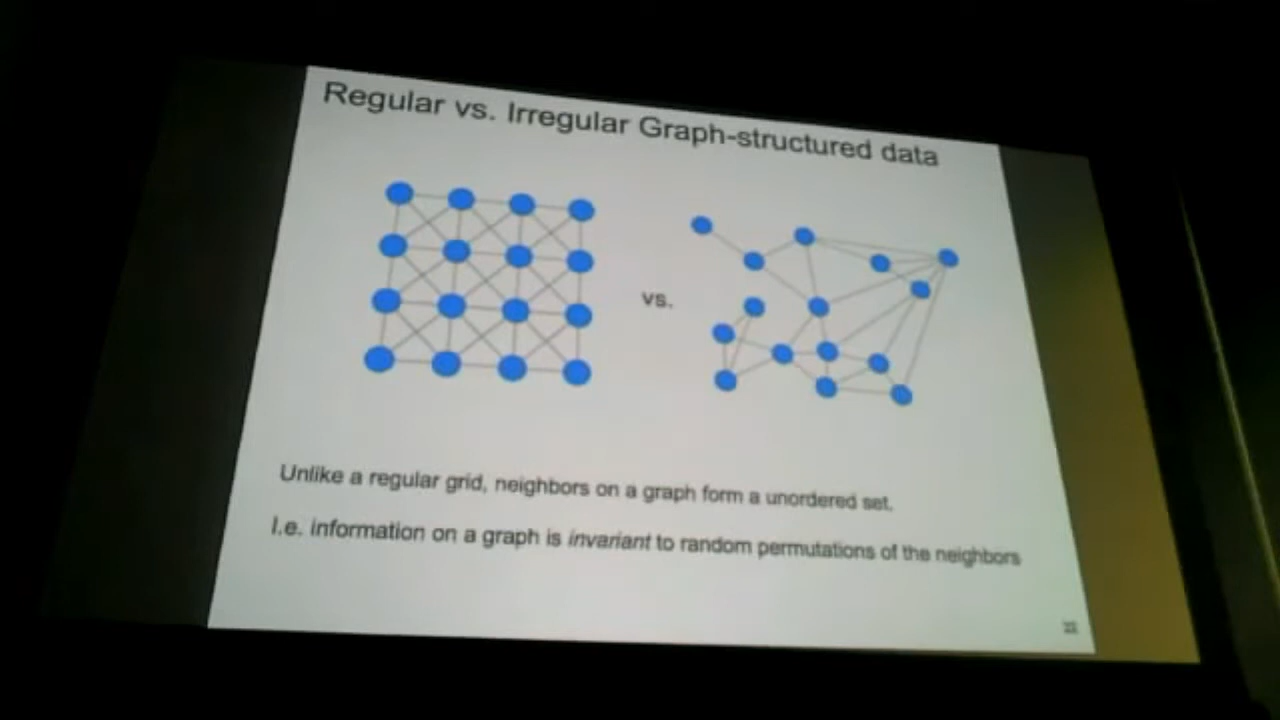 Regular vs. Irregular Graph-structured data
vs.
Unlike a regular grid, neighbors on a graph form a unordered set.
I.e. information on a graph is invariant to random permutations of the neighbors